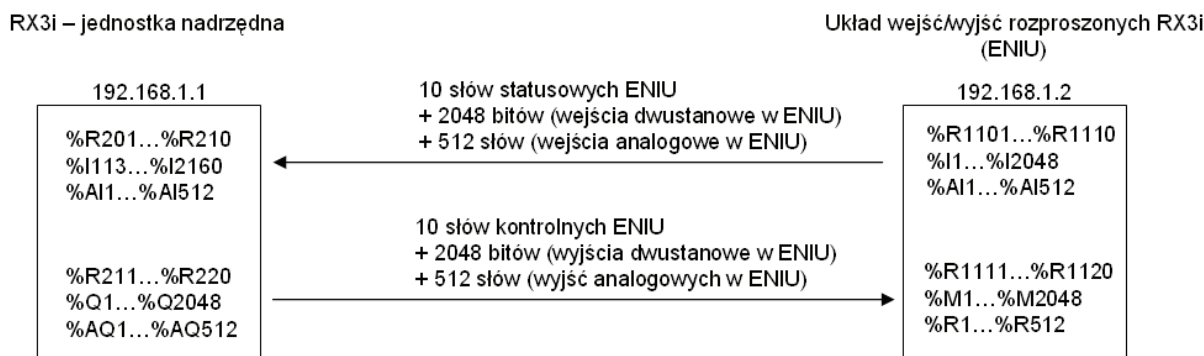 RX3i – jednostka nadrzędna
Układ wejść/wyjść rozproszonych RX3i
(ENIU)
192.168.1.1
%R201...%R210
%I113...%I2160
%AI1...%AI512
%R211...%R220
%Q1...%Q2048
%AQ1...%AQ512
10 słów statusowych ENIU
+ 2048 bitów (wejścia dwustanowe w ENIU)
+ 512 słów (wejścia analogowe w ENIU)
10 słów kontrolnych ENIU
+ 2048 bitów (wyjścia dwustanowe w ENIU)
+ 512 słów (wyjść analogowych w ENIU)
192.168.1.2
%R1101...%R1110
%I1...%I2048
%AI1...%AI512
%R1111...%R1120
%M1...%M2048
%R1...%R512